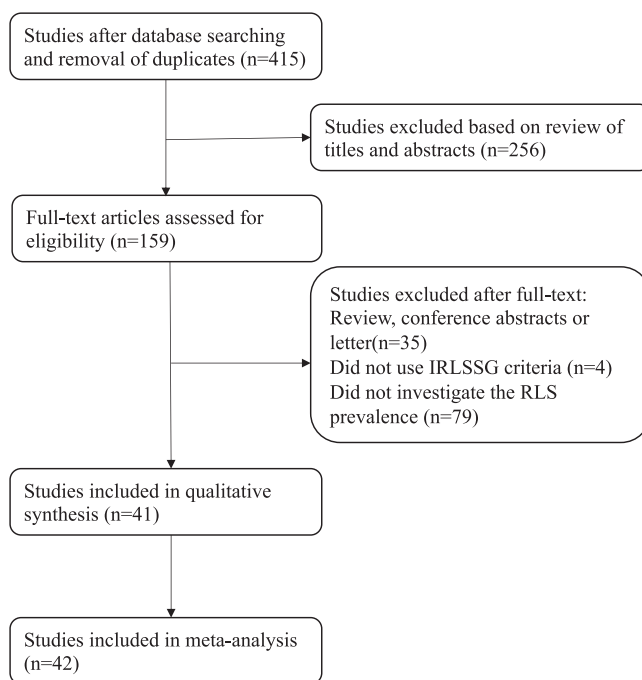 Studies after database searching
and removal of duplicates (n=415)
Studies excluded based on review of
titles and abstracts (n=256)
Full-text articles assessed for
eligibility (n=159)
Studies excluded after full-text:
Review, conference abstracts or
letter(n=35)
Did not use IRLSSG criteria (n=4)
Did not investigate the RLS
prevalence (n=79)
Studies included in qualitative
synthesis (n=41)
Studies included in meta-analysis
(n=42)